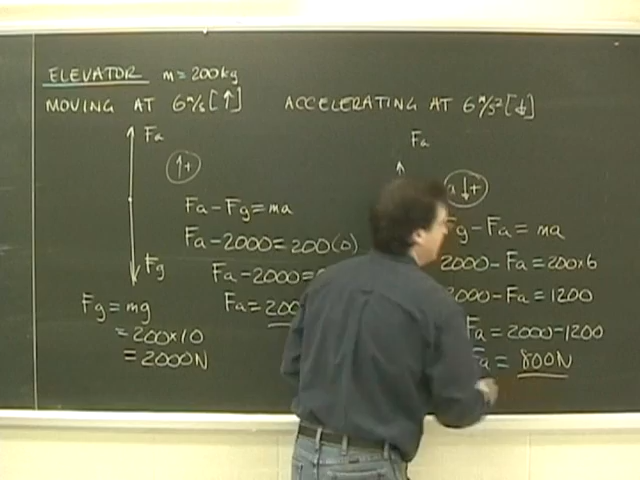 ELEVATOR m=200kg
MOVING AT 6m/s[↑]
Fa
↑+
Fa-Fg=ma
Fa-2000=200(0)
Fa-2000=
Fa=200
Fg
Fg=mg
=200×10
=2000N
ACCELERATING AT 6m/s²[↓]
Fa
↓+
Fg-Fa=ma
2000-Fa=200×6
2000-Fa=1200
Fa=2000-1200
Fa=800N